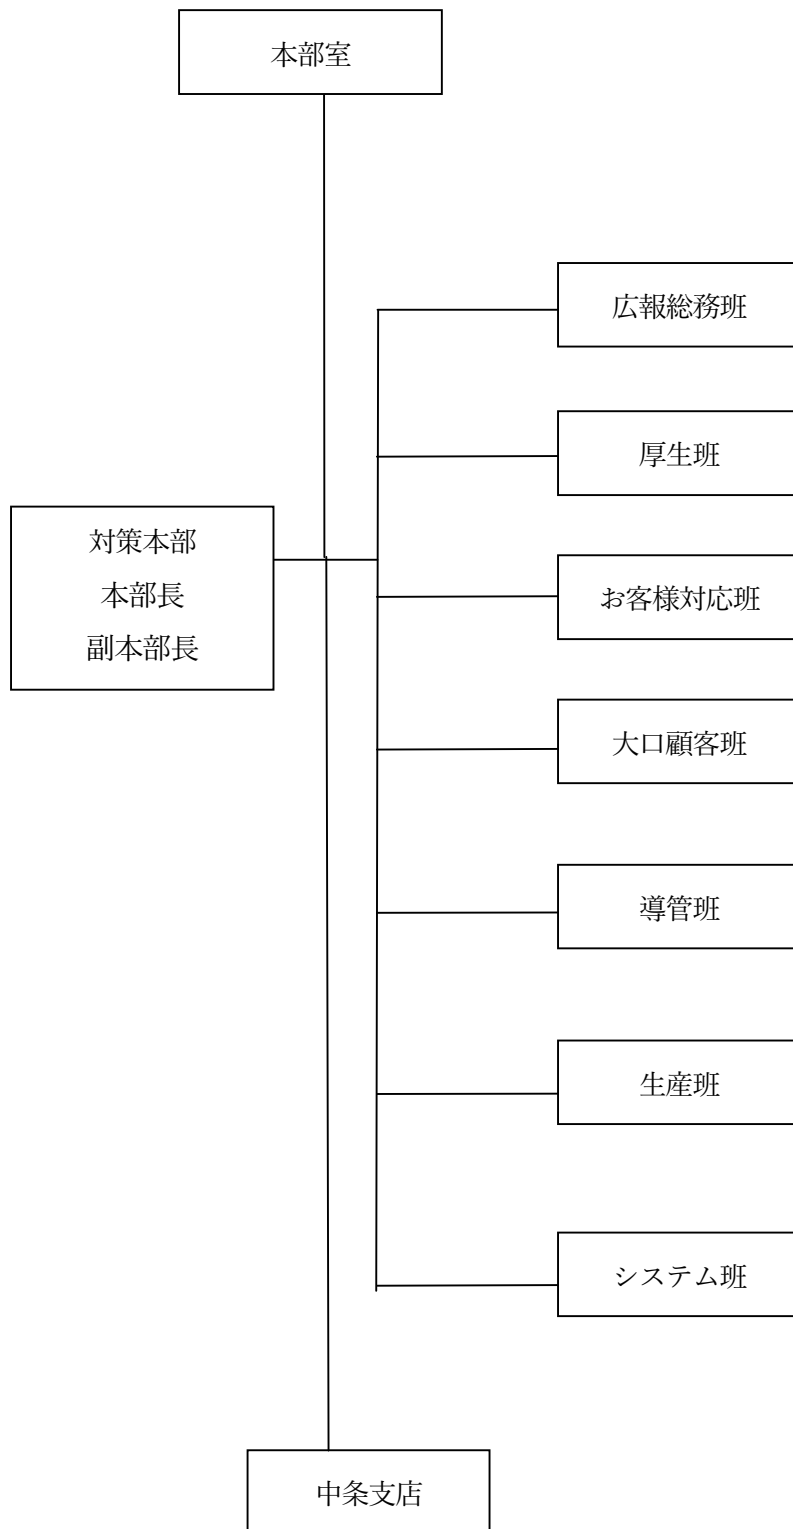 本部室
広報総務班
厚生班
対策本部
本部長
副本部長
お客様対応班
大口顧客班
導管班
生産班
システム班
中条支店